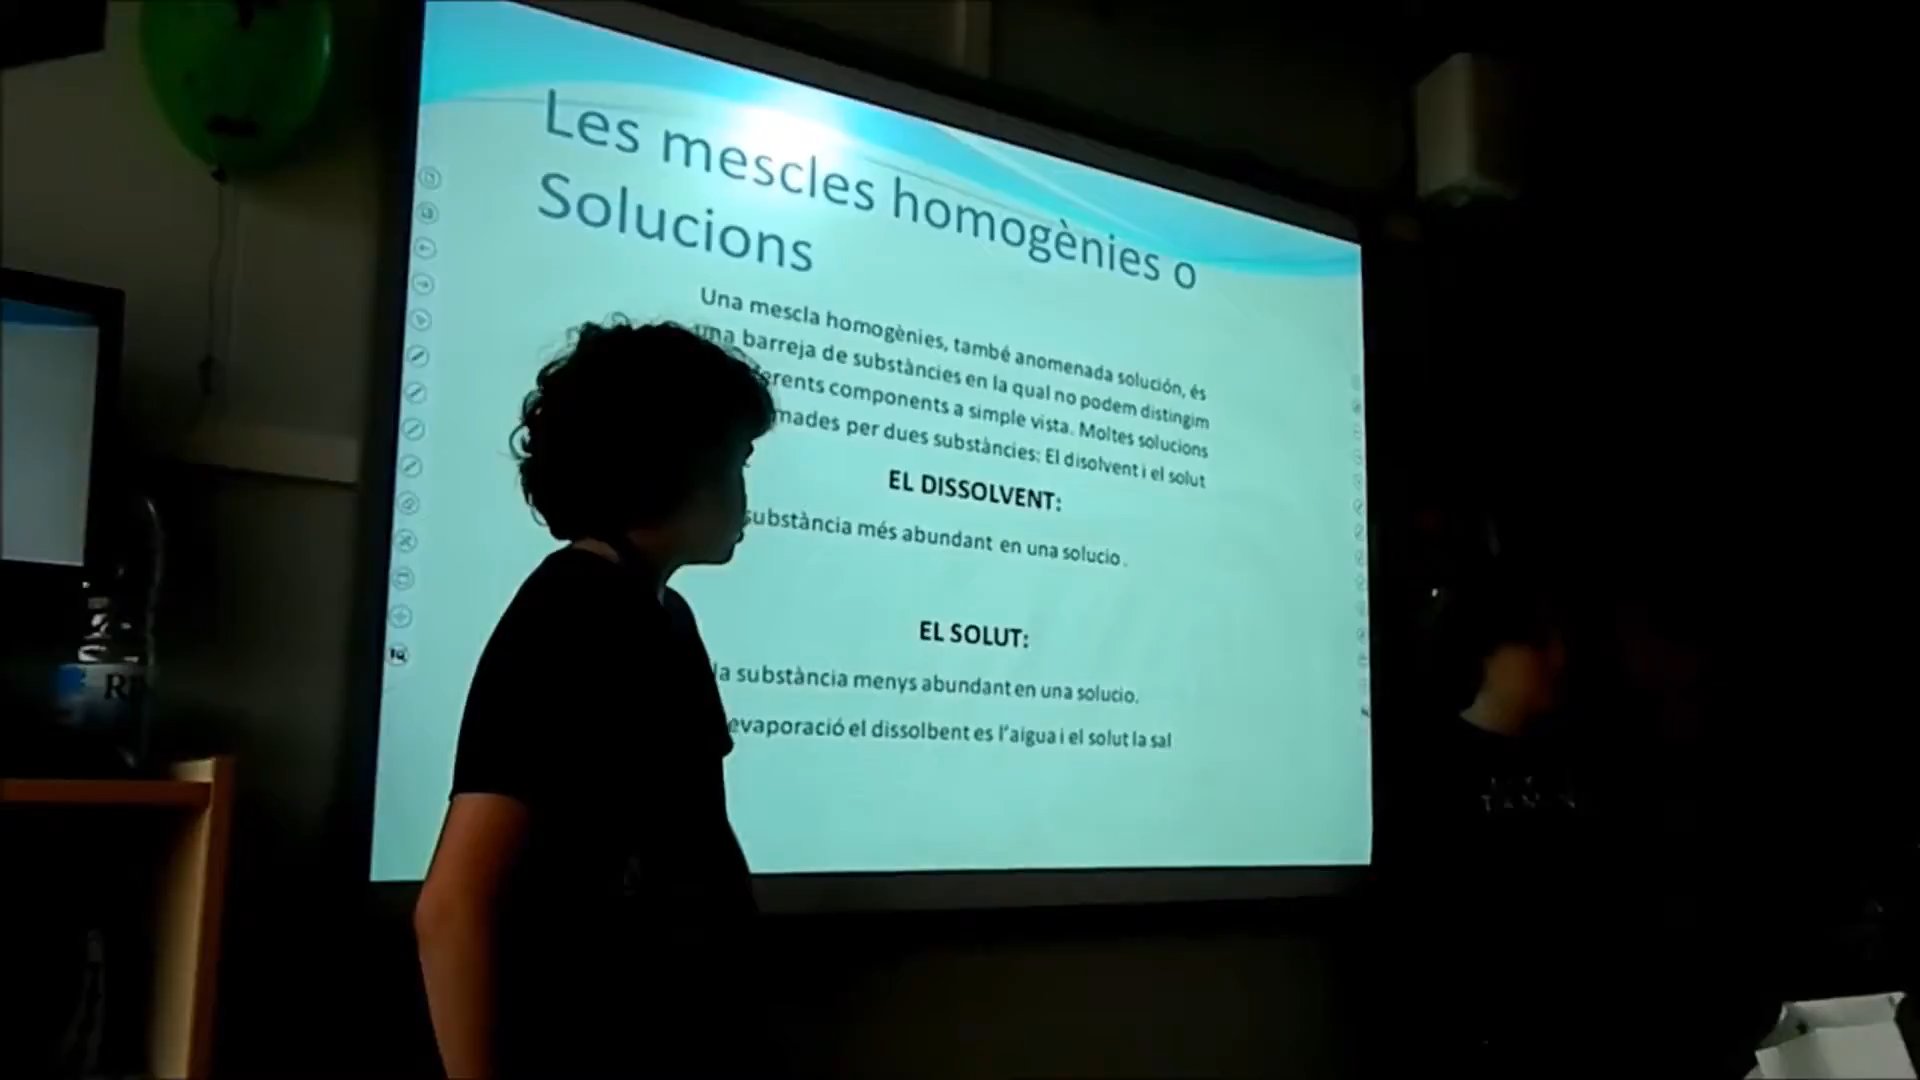 Les mescles homogènies o
Solucions
Una mescla homogènies, també anomenada solución, és
una barreja de substàncies en la qual no podem distingim
erents components a simple vista. Moltes solucions
mades per dues substàncies: El disolvent i el solut
EL DISSOLVENT:
substància més abundant en una solucio.
EL SOLUT:
la substància menys abundant en una solucio.
evaporació el dissolbent es l'aigua i el solut la sal